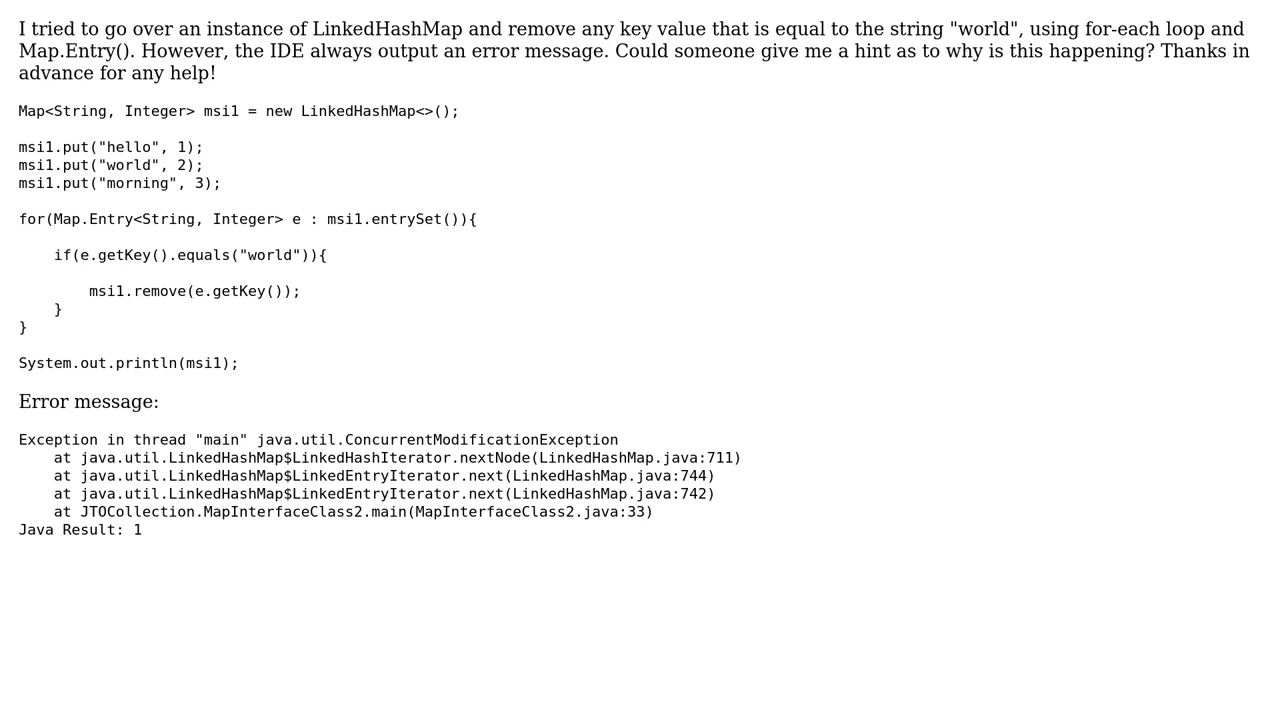 I tried to go over an instance of LinkedHashMap and remove any key value that is equal to the string "world", using for-each loop and
Map.Entry(). However, the IDE always output an error message. Could someone give me a hint as to why is this happening? Thanks in
advance for any help!
Map<String, Integer> msi1 = new LinkedHashMap<>();
msi1.put("hello", 1);
msi1.put("world", 2);
msi1.put("morning", 3);
for(Map.Entry<String, Integer> e : msi1.entrySet()){
    if(e.getKey().equals("world")){
        msi1.remove(e.getKey());
    }
}
System.out.println(msi1);
Error message:
Exception in thread "main" java.util.ConcurrentModificationException
    at java.util.LinkedHashMap$LinkedHashIterator.nextNode(LinkedHashMap.java:711)
    at java.util.LinkedHashMap$LinkedEntryIterator.next(LinkedHashMap.java:744)
    at java.util.LinkedHashMap$LinkedEntryIterator.next(LinkedHashMap.java:742)
    at JTOCollection.MapInterfaceClass2.main(MapInterfaceClass2.java:33)
Java Result: 1